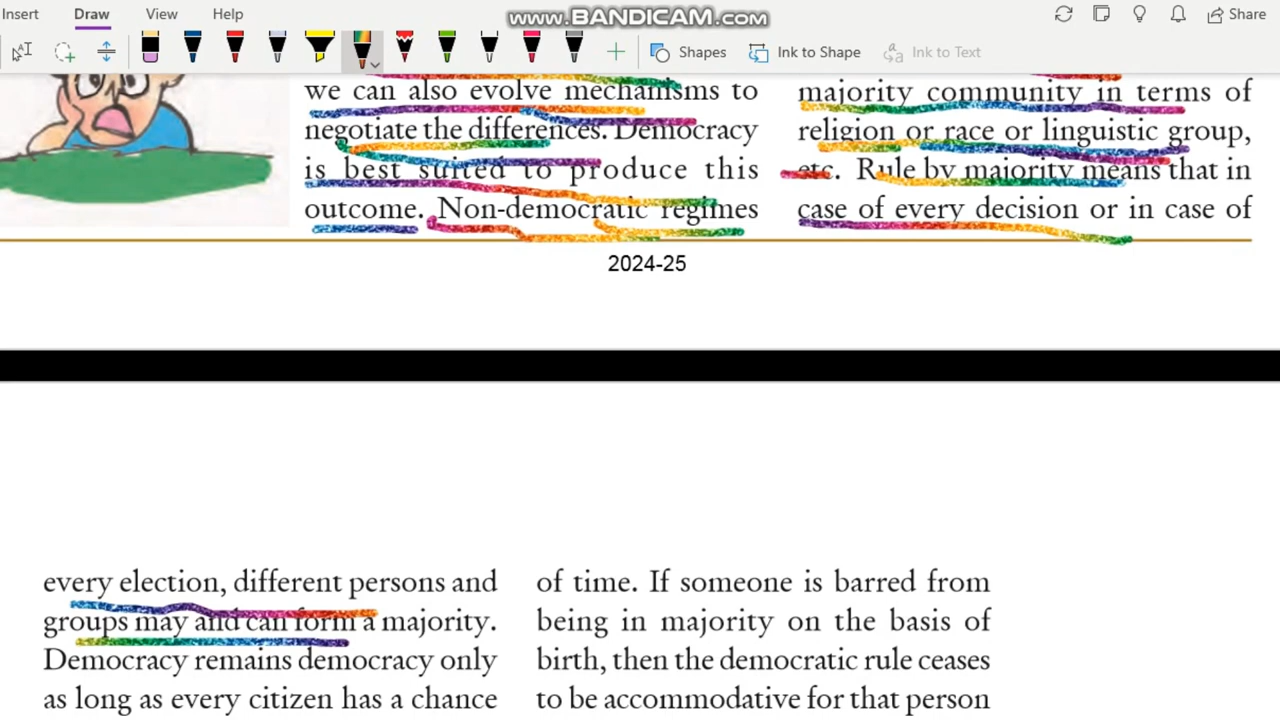 Insert
Draw
View
Help
www.BANDICAM.com
Share
Shapes
Ink to Shape
Ink to Text
we can also evolve mechanisms to
negotiate the differences. Democracy
is best suited to produce this
outcome. Non-democratic regimes
majority community in terms of
religion or race or linguistic group,
etc. Rule by majority means that in
case of every decision or in case of
2024-25
every election, different persons and
groups may and can form a majority.
Democracy remains democracy only
as long as every citizen has a chance
of time. If someone is barred from
being in majority on the basis of
birth, then the democratic rule ceases
to be accommodative for that person